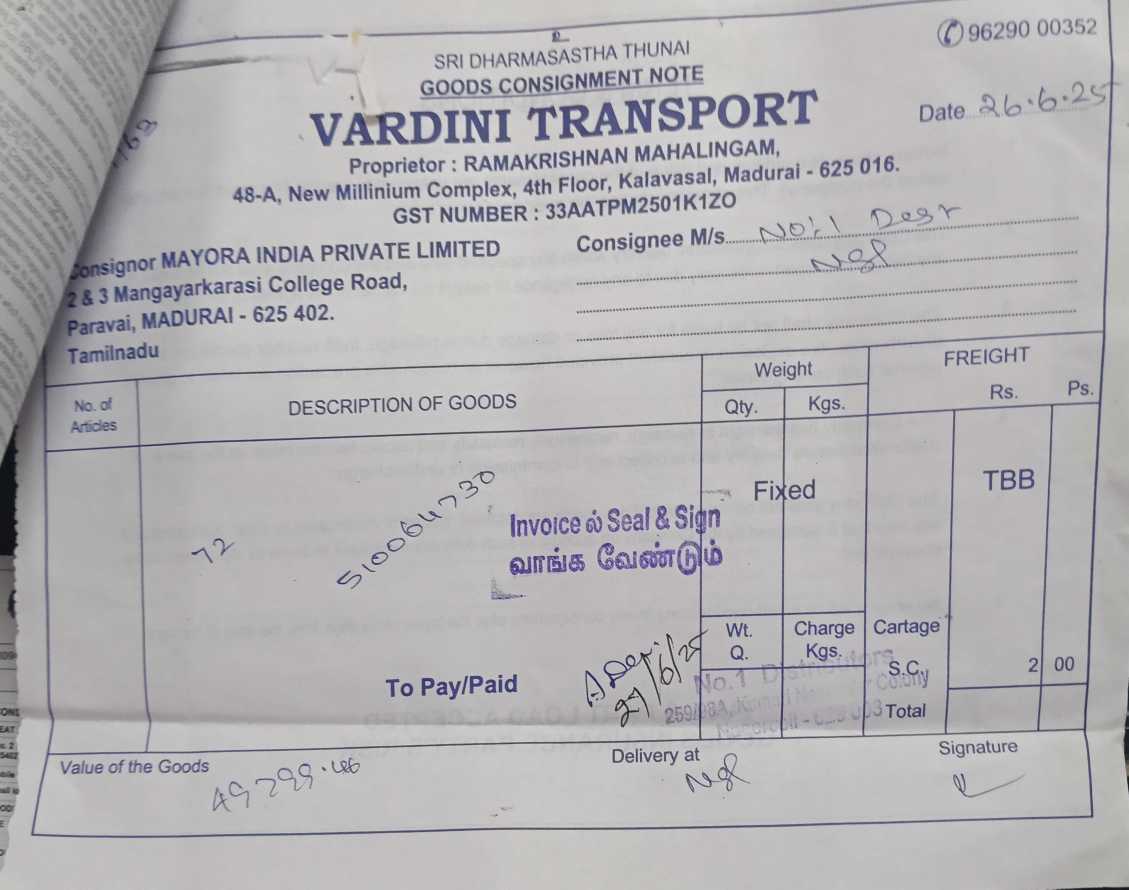 உ
SRI DHARMASASTHA THUNAI
96290 00352
GOODS CONSIGNMENT NOTE
VARDINI TRANSPORT
Date 26.6.25
Proprietor : RAMAKRISHNAN MAHALINGAM,
48-A, New Millinium Complex, 4th Floor, Kalavasal, Madurai - 625 016.
GST NUMBER : 33AATPM2501K1ZO
Consignor MAYORA INDIA PRIVATE LIMITED
2 & 3 Mangayarkarasi College Road,
Paravai, MADURAI - 625 402.
Tamilnadu
Consignee M/s. No:1 Desr
Ngl
No. of Articles
DESCRIPTION OF GOODS
Weight
Qty.
Kgs.
FREIGHT
Rs.
Ps.
72
510064730
Invoice ல் Seal & Sign
வாங்க வேண்டும்
Fixed
TBB
Wt. Q.
Charge Kgs.
Cartage
S.C.
2 00
Total
To Pay/Paid
27/6/25
No.1 Distributors
Colony
Value of the Goods 49299.46
Delivery at Ngl
Signature